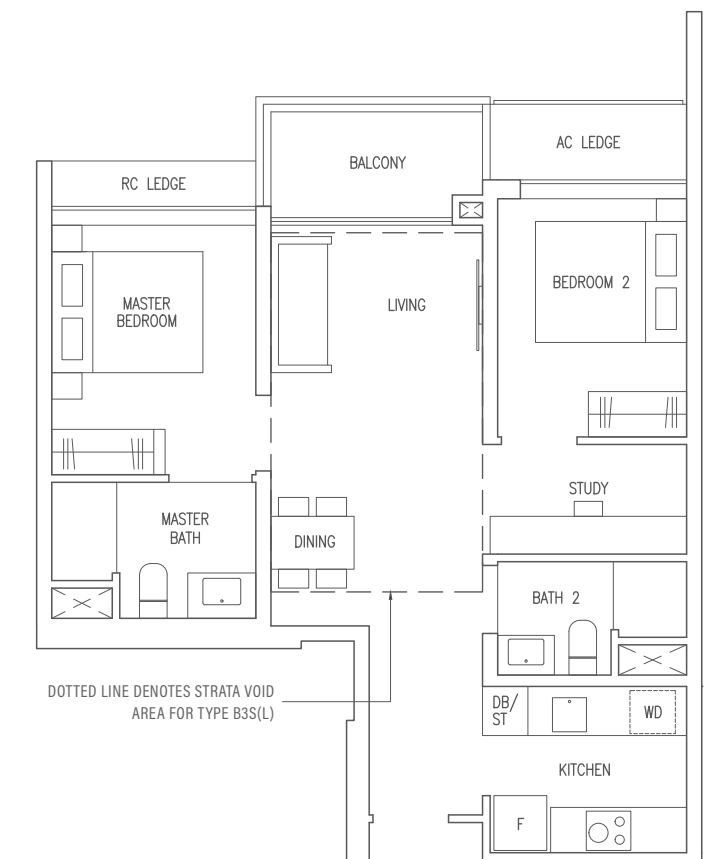 AC LEDGE
BALCONY
RC LEDGE
BEDROOM 2
MASTER
BEDROOM
LIVING
STUDY
MASTER
BATH
DINING
BATH 2
DOTTED LINE DENOTES STRATA VOID
AREA FOR TYPE B3S(L)
DB/
ST
WD
KITCHEN
F